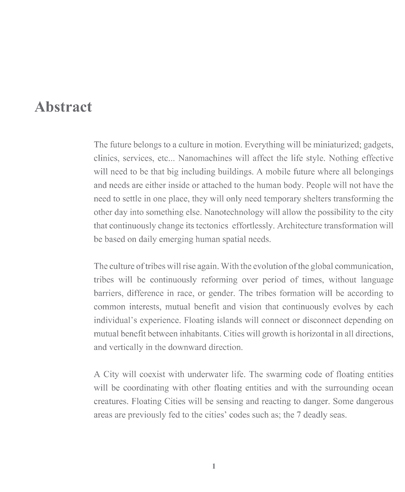 Abstract
The future belongs to a culture in motion. Everything will be miniaturized; gadgets,
clinics, services, etc... Nanomachines will affect the life style. Nothing effective
will need to be that big including buildings. A mobile future where all belongings
and needs are either inside or attached to the human body. People will not have the
need to settle in one place, they will only need temporary shelters transforming the
other day into something else. Nanotechnology will allow the possibility to the city
that continuously change its tectonics effortlessly. Architecture transformation will
be based on daily emerging human spatial needs.
The culture of tribes will rise again. With the evolution of the global communication,
tribes will be continuously reforming over period of times, without language
barriers, difference in race, or gender. The tribes formation will be according to
common interests, mutual benefit and vision that continuously evolves by each
individual's experience. Floating islands will connect or disconnect depending on
mutual benefit between inhabitants. Cities will growth is horizontal in all directions,
and vertically in the downward direction.
A City will coexist with underwater life. The swarming code of floating entities
will be coordinating with other floating entities and with the surrounding ocean
creatures. Floating Cities will be sensing and reacting to danger. Some dangerous
areas are previously fed to the cities' codes such as; the 7 deadly seas.
I